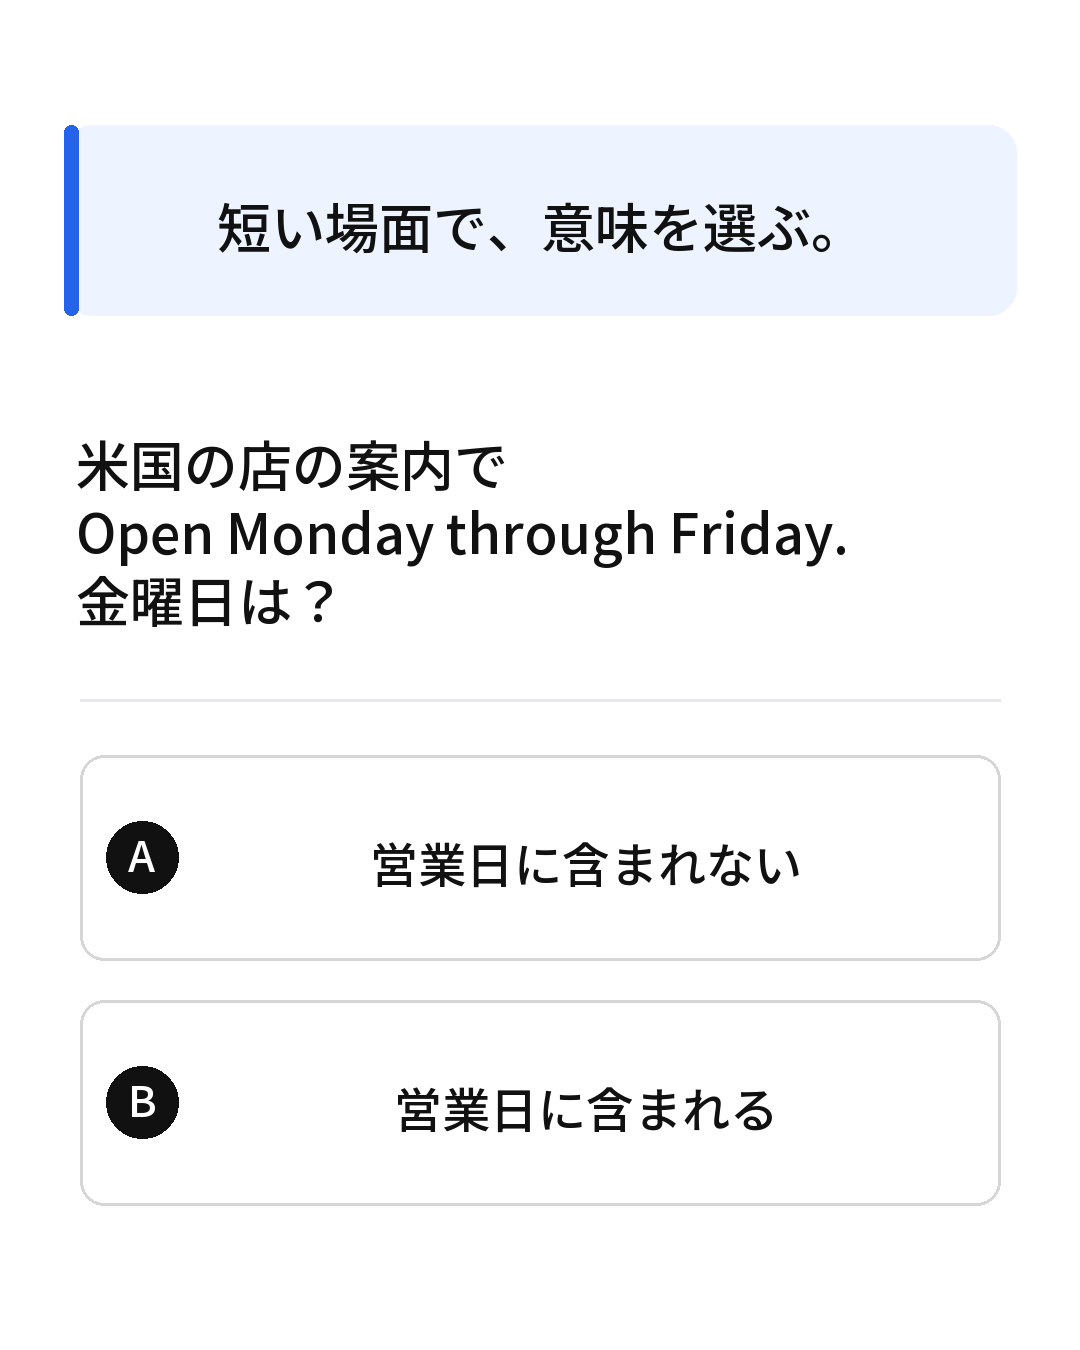 短い場面で、意味を選ぶ。
米国の店の案内で
Open Monday through Friday.
金曜日は？
A 営業日に含まれない
B 営業日に含まれる